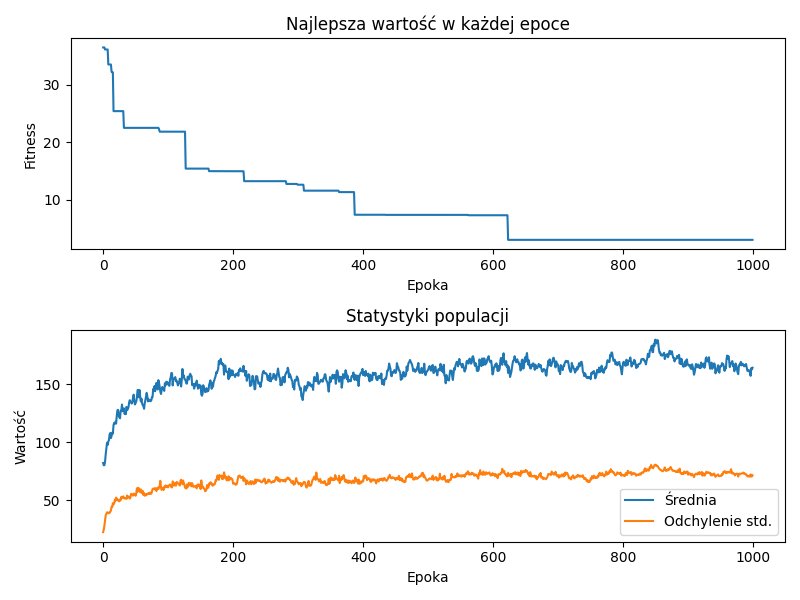 Najlepsza wartość w każdej epoce
30
20
10
Fitness
0 200 400 600 800 1000
Epoka
Statystyki populacji
150
100
50
Wartość
Średnia
Odchylenie std.
0 200 400 600 800 1000
Epoka